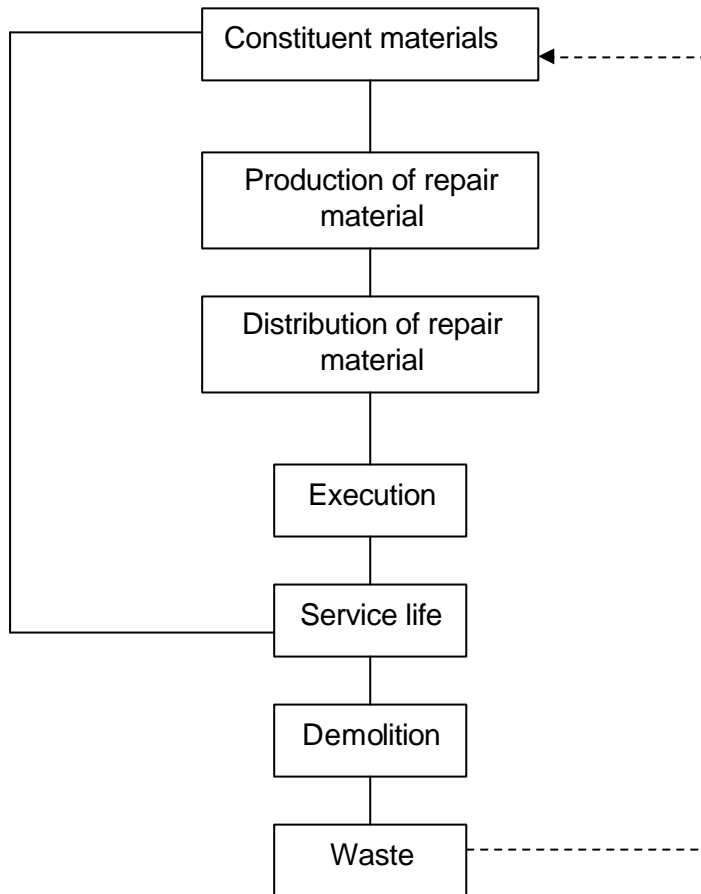 Constituent materials
Production of repair
material
Distribution of repair
material
Execution
Service life
Demolition
Waste